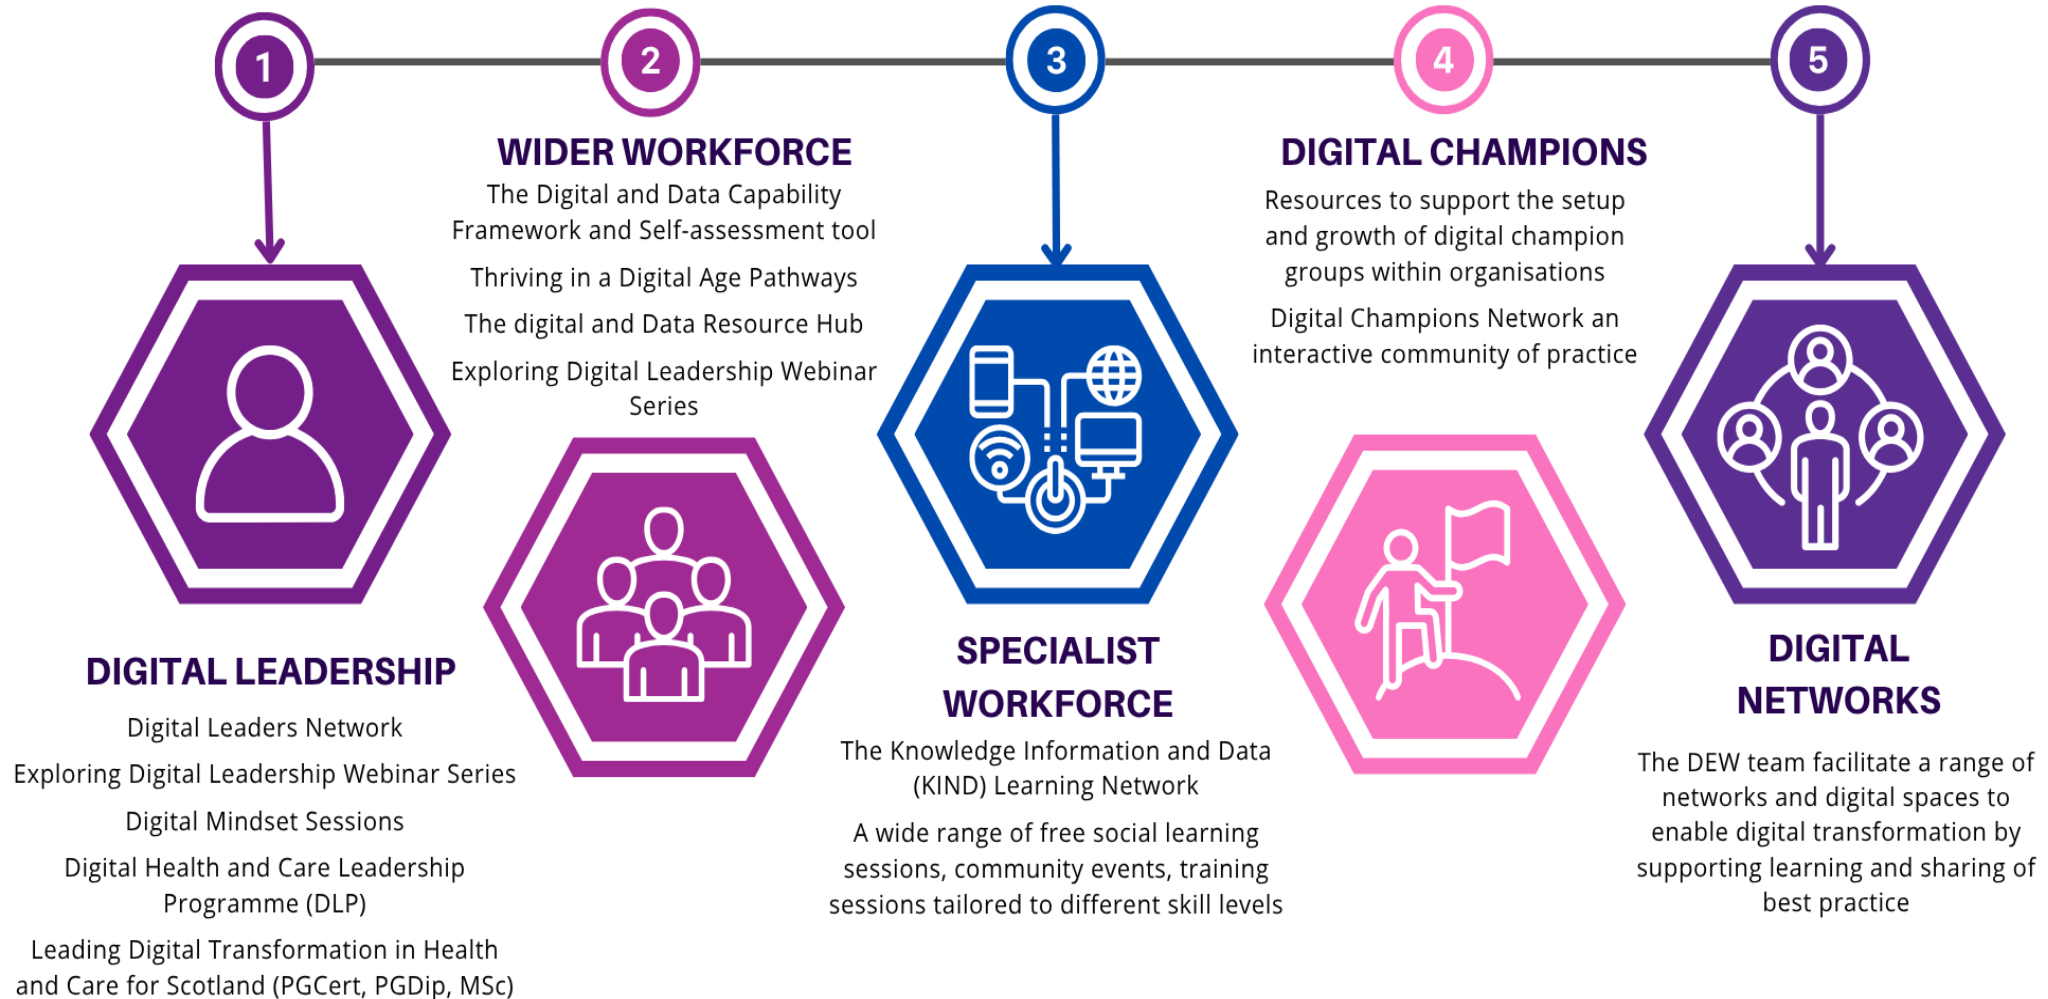 1
2
3
4
5
DIGITAL LEADERSHIP
Digital Leaders Network
Exploring Digital Leadership Webinar Series
Digital Mindset Sessions
Digital Health and Care Leadership
Programme (DLP)
Leading Digital Transformation in Health
and Care for Scotland (PGCert, PGDip, MSc)
WIDER WORKFORCE
The Digital and Data Capability
Framework and Self-assessment tool
Thriving in a Digital Age Pathways
The digital and Data Resource Hub
Exploring Digital Leadership Webinar
Series
SPECIALIST
WORKFORCE
The Knowledge Information and Data
(KIND) Learning Network
A wide range of free social learning
sessions, community events, training
sessions tailored to different skill levels
DIGITAL CHAMPIONS
Resources to support the setup
and growth of digital champion
groups within organisations
Digital Champions Network an
interactive community of practice
DIGITAL
NETWORKS
The DEW team facilitate a range of
networks and digital spaces to
enable digital transformation by
supporting learning and sharing of
best practice